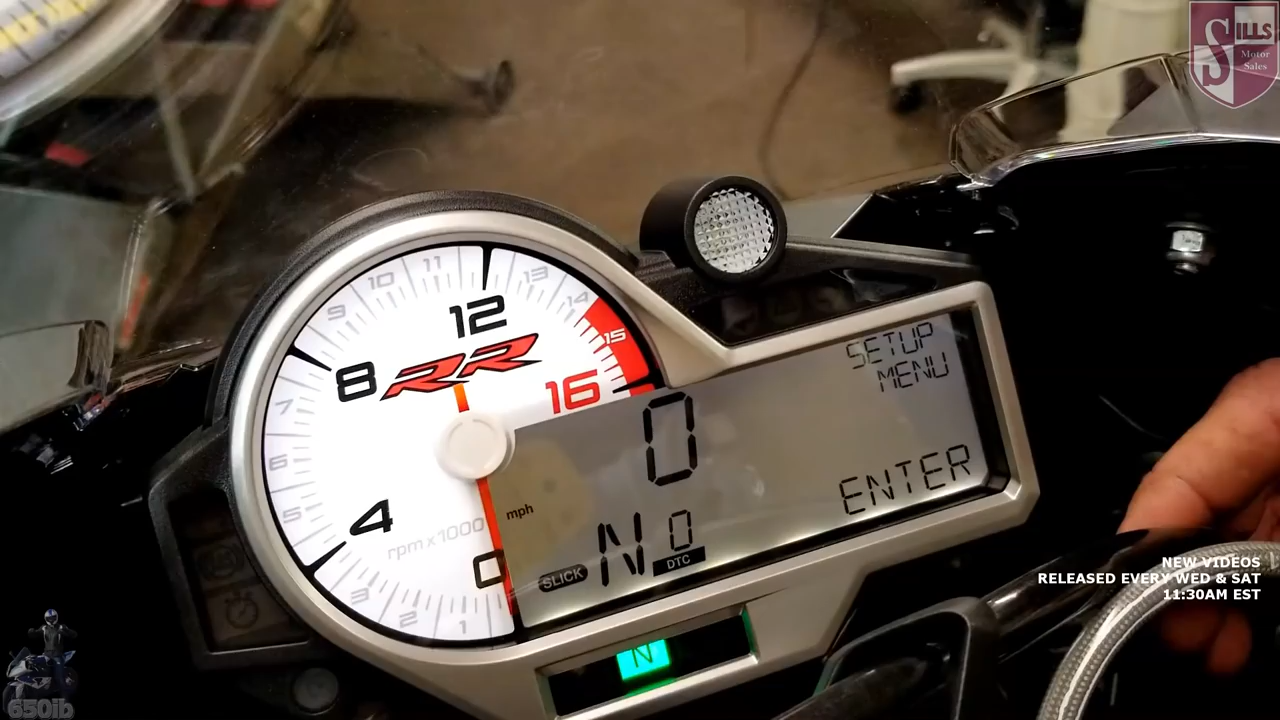 SILLS
Motor
Sales
11
10
12
13
9
14
15
8
RR
16
7
6
5
4
rpm x 1000
0
3
2
1
SETUP
MENU
0
ENTER
mph
SLICK
N
0
DTC
N
NEW VIDEOS
RELEASED EVERY WED & SAT
11:30AM EST
650ib